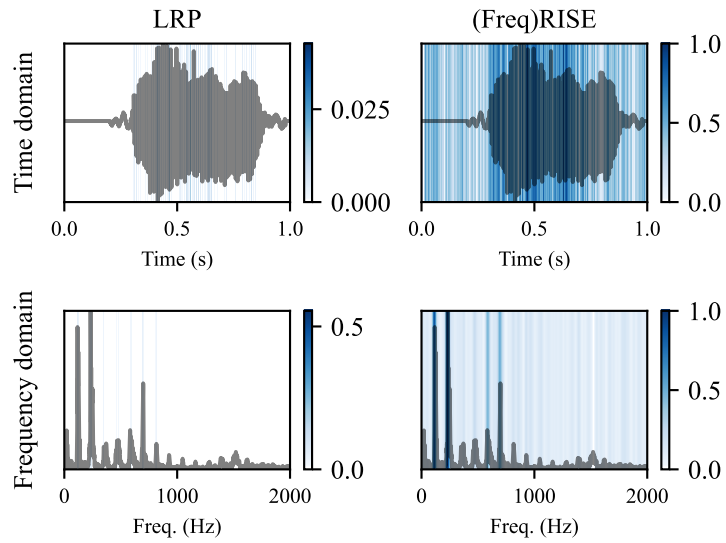 LRP
(Freq)RISE
Time domain
0.025
0.000
0.0 0.5 1.0
Time (s)
1.0
0.5
0.0
0.0 0.5 1.0
Time (s)
Frequency domain
0.5
0.0
0 1000 2000
Freq. (Hz)
1.0
0.5
0.0
0 1000 2000
Freq. (Hz)